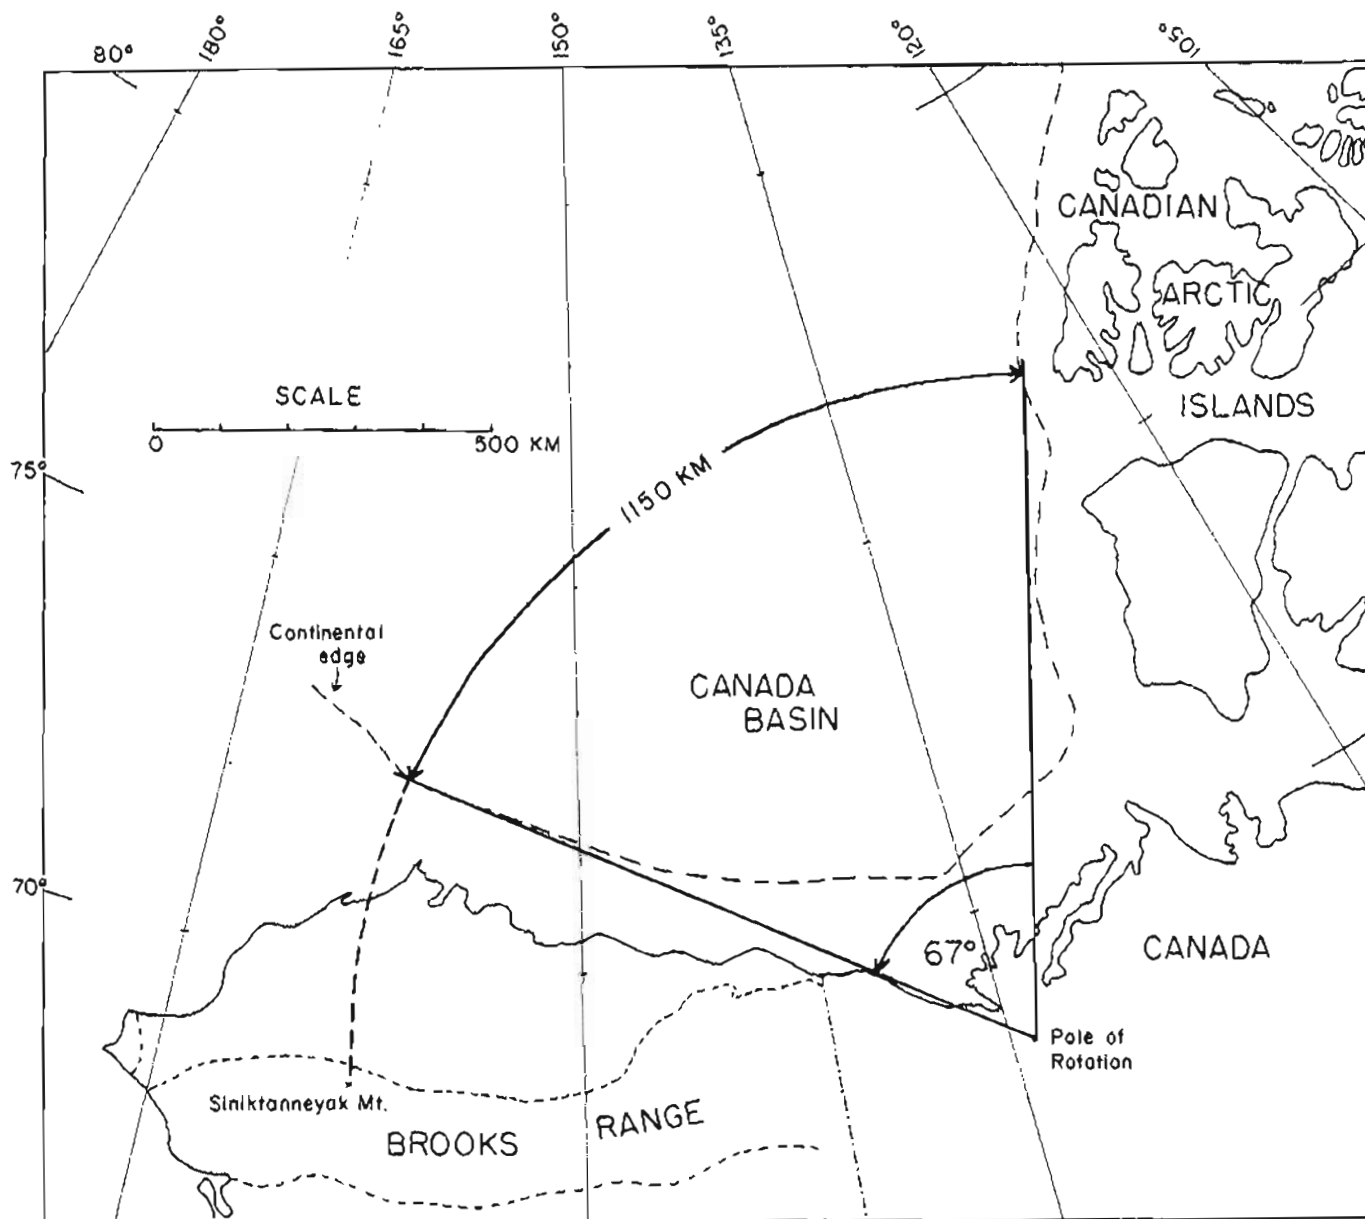 80°
180°
165°
150°
135°
120°
105°
CANADIAN
ARCTIC
ISLANDS
SCALE
0 500 KM
75°
1150 KM
Continental
edge
CANADA
BASIN
70°
67°
CANADA
Pole of
Rotation
Siniktanneyak Mt.
BROOKS RANGE